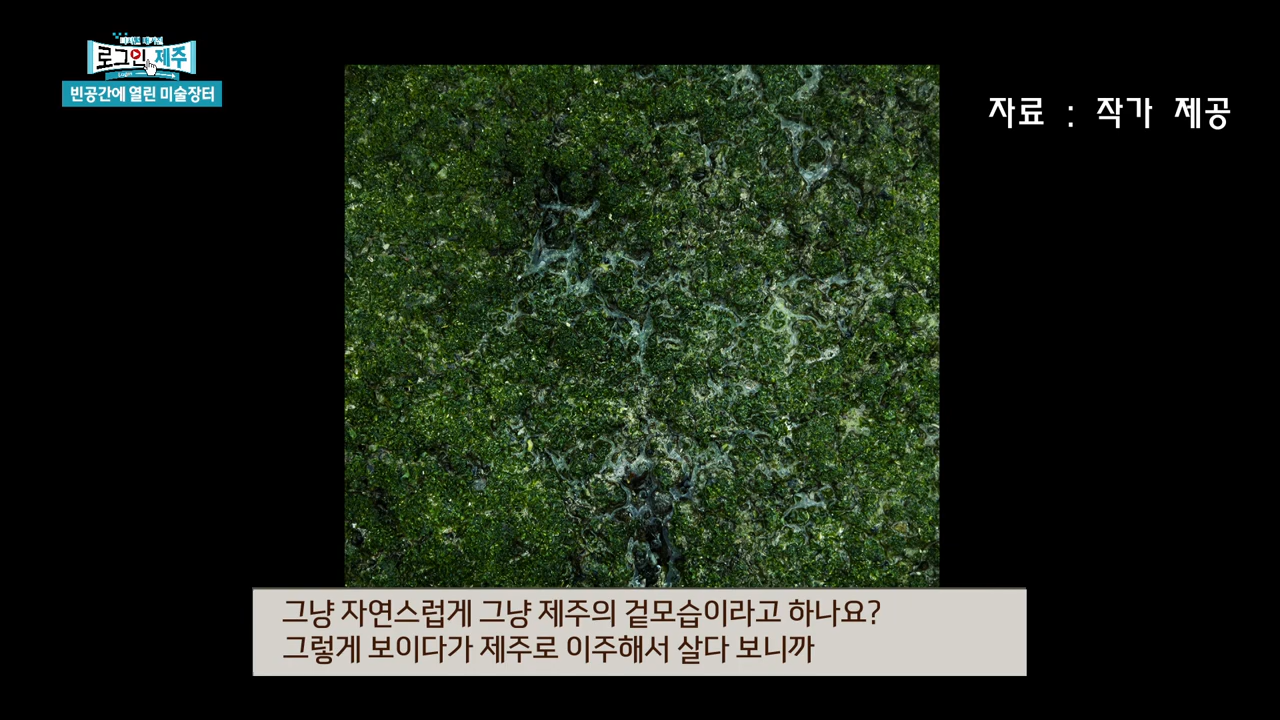 로그인 제주
Login
빈공간에 열린 미술장터
자료 : 작가 제공
그냥 자연스럽게 그냥 제주의 겉모습이라고 하나요?
그렇게 보이다가 제주로 이주해서 살다 보니까